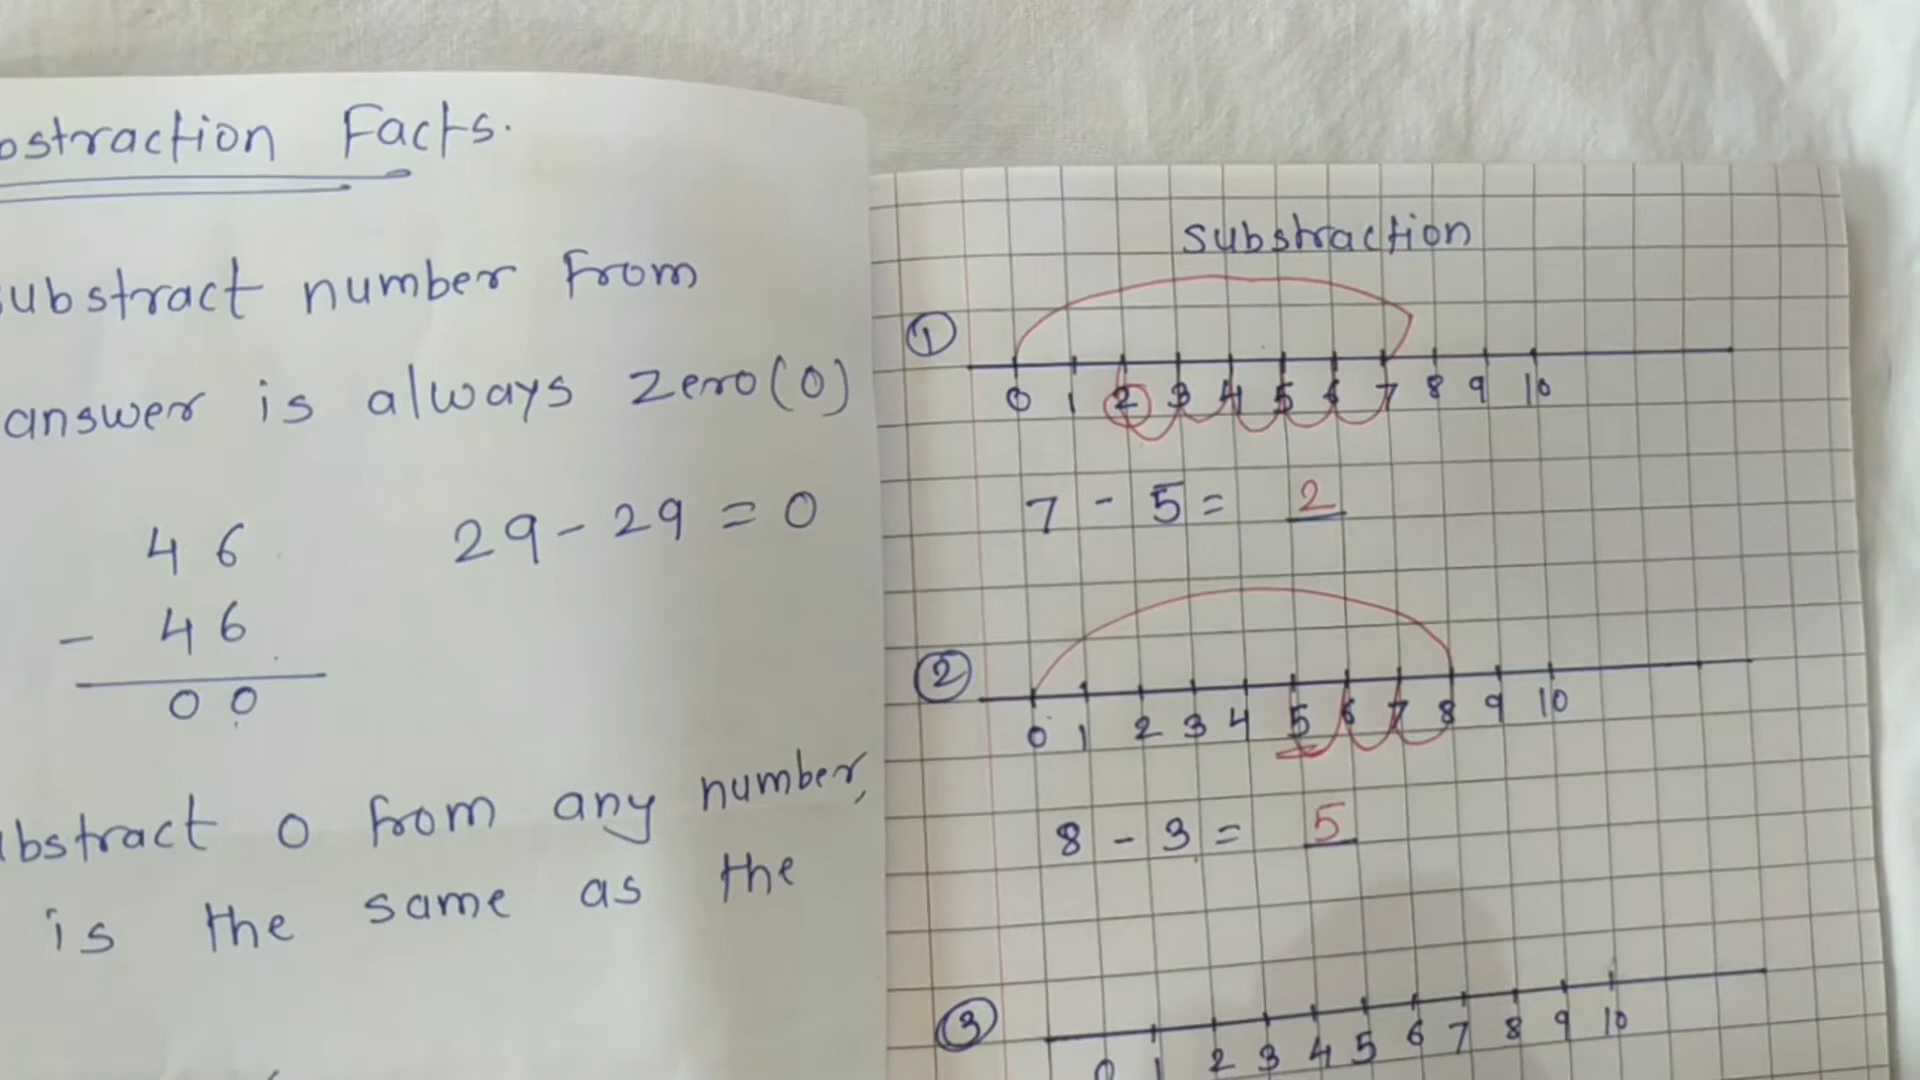 bstraction Facts.
substract number from
answer is always zero(0)
46
- 46
00
29 - 29 = 0
bstract 0 from any number,
is the same as the
substraction
1
0 1 2 3 4 5 6 7 8 9 10
7 - 5 = 2
2
0 1 2 3 4 5 6 7 8 9 10
8 - 3 = 5
3
0 1 2 3 4 5 6 7 8 9 10